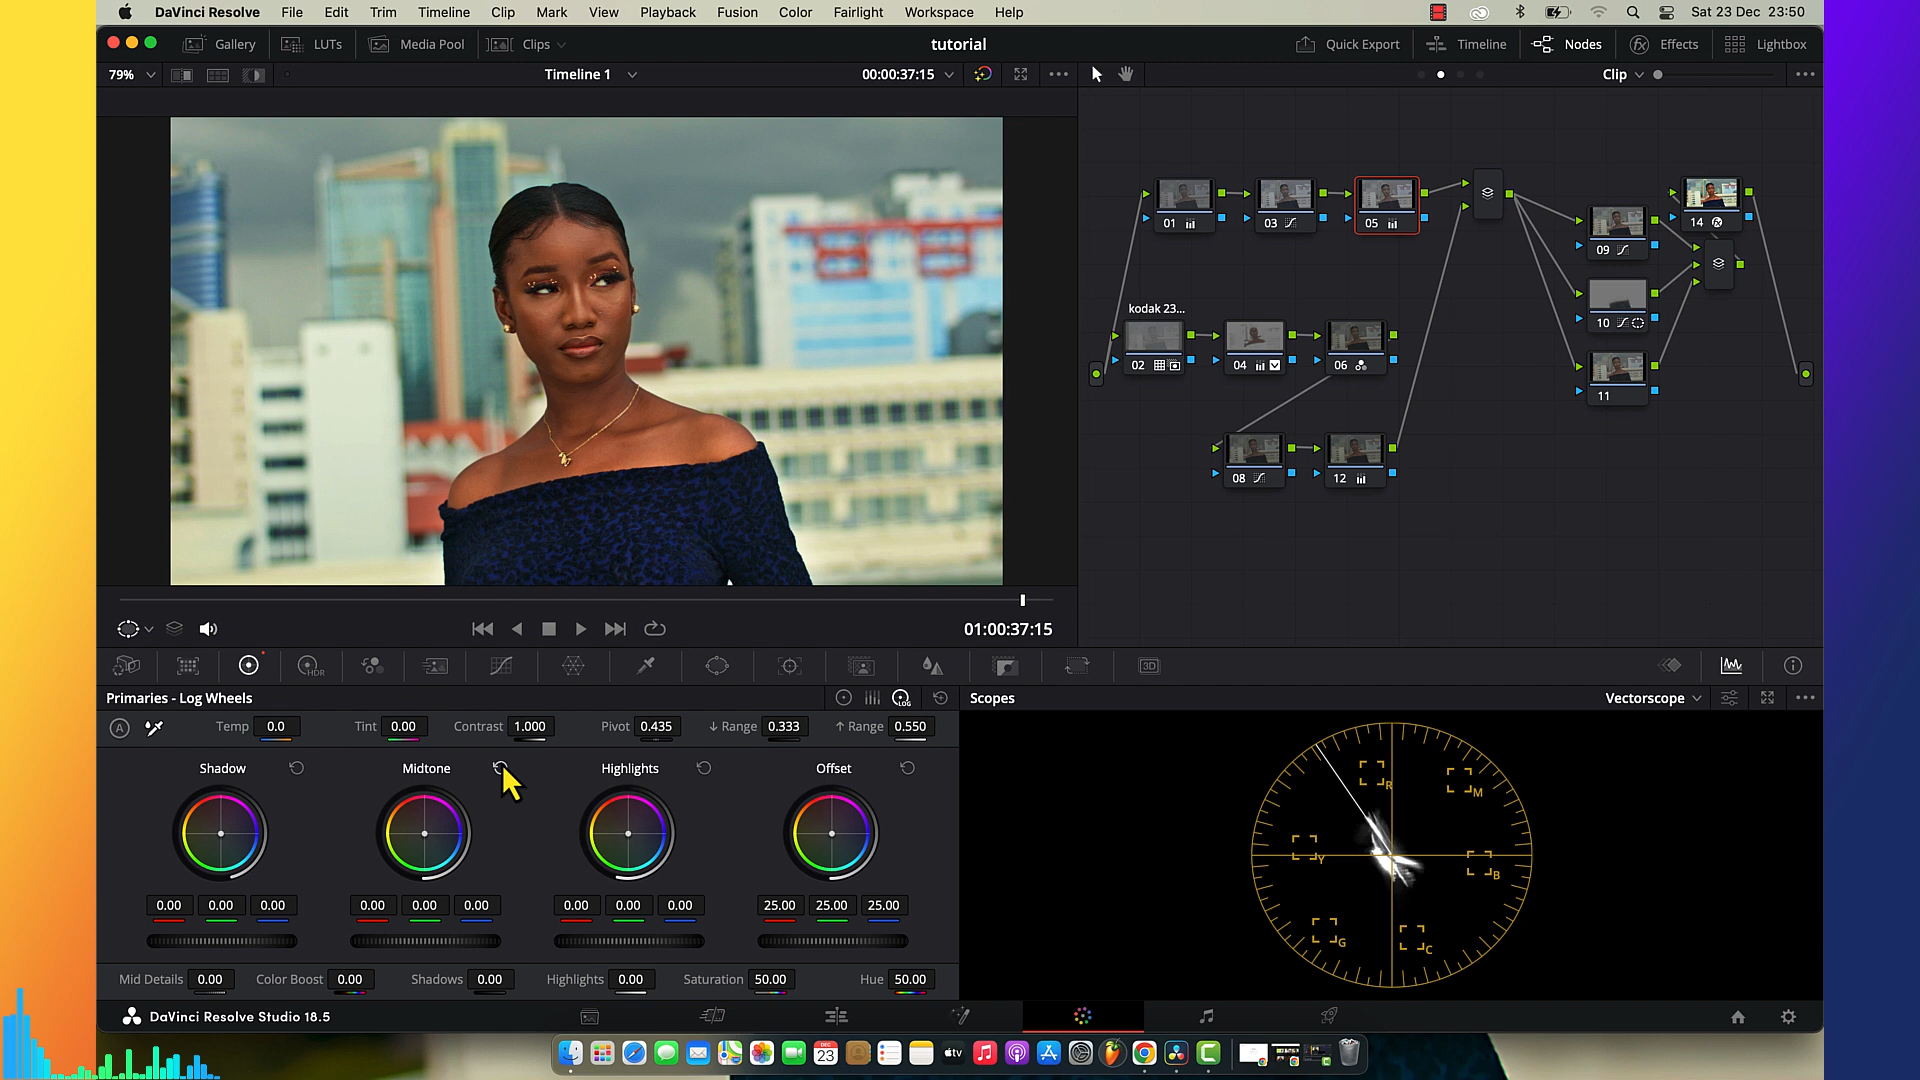 DaVinci Resolve File Edit Trim Timeline Clip Mark View Playback Fusion Color Fairlight Workspace Help Sat 23 Dec 23:50
Gallery LUTs Media Pool Clips tutorial Quick Export Timeline Nodes Effects Lightbox
79% Timeline 1 00:00:37:15 Clip
01 03 05 09 14
kodak 23...
10
02 04 06
11
08 12
01:00:37:15
HDR 3D
Primaries - Log Wheels LOG Scopes Vectorscope
A Temp 0.0 Tint 0.00 Contrast 1.000 Pivot 0.435 ↓ Range 0.333 ↑ Range 0.550
Shadow Midtone Highlights Offset
R M
Y B
G C
0.00 0.00 0.00 0.00 0.00 0.00 0.00 0.00 0.00 25.00 25.00 25.00
Mid Details 0.00 Color Boost 0.00 Shadows 0.00 Highlights 0.00 Saturation 50.00 Hue 50.00
DaVinci Resolve Studio 18.5
DEC 23 tv